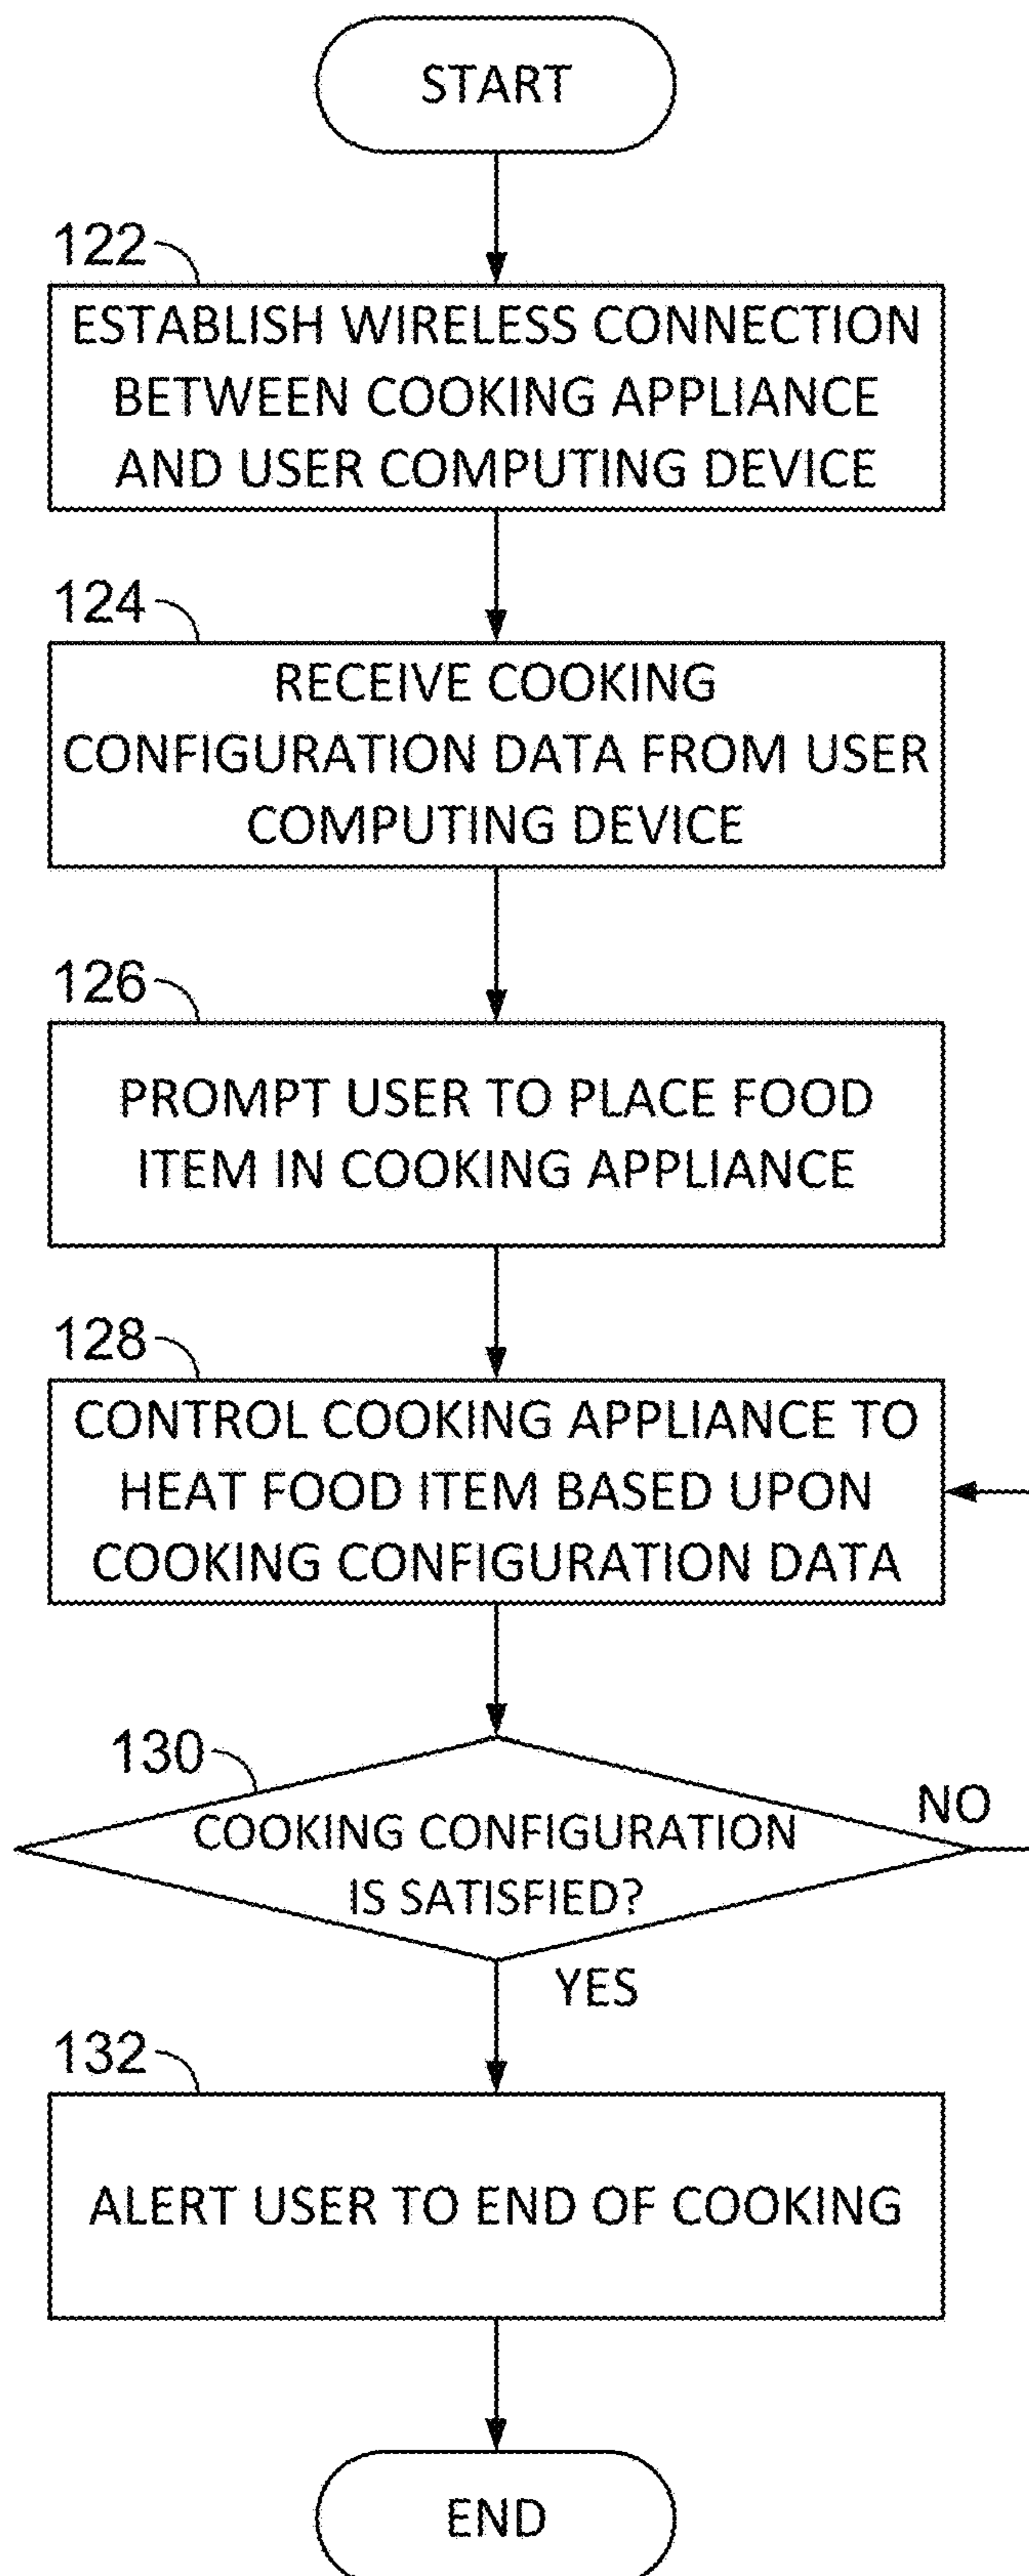 START
122
ESTABLISH WIRELESS CONNECTION
BETWEEN COOKING APPLIANCE
AND USER COMPUTING DEVICE
124
RECEIVE COOKING
CONFIGURATION DATA FROM USER
COMPUTING DEVICE
126
PROMPT USER TO PLACE FOOD
ITEM IN COOKING APPLIANCE
128
CONTROL COOKING APPLIANCE TO
HEAT FOOD ITEM BASED UPON
COOKING CONFIGURATION DATA
130
COOKING CONFIGURATION
IS SATISFIED?
NO
YES
132
ALERT USER TO END OF COOKING
END